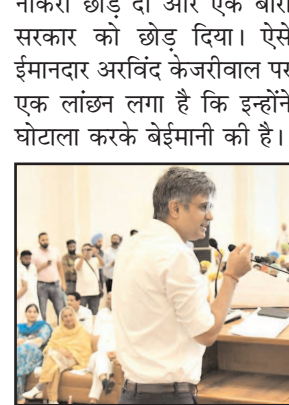 नौकरी छोड़ दी और एक बारी
सरकार को छोड़ दिया। ऐसे
ईमानदार अरविंद केजरीवाल पर
एक लांछन लगा है कि इन्होंने
घोटाला करके बेईमानी की है।